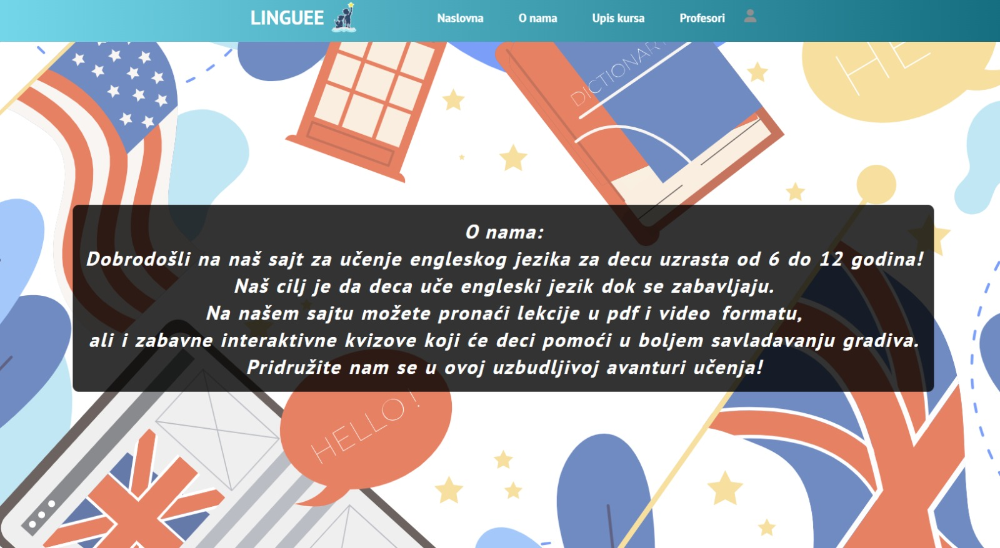 LINGUEE
Naslovna
O nama
Upis kursa
Profesori
DICTIONARY
HE
O nama:
Dobrodošli na naš sajt za učenje engleskog jezika za decu uzrasta od 6 do 12 godina!
Naš cilj je da deca uče engleski jezik dok se zabavljaju.
Na našem sajtu možete pronaći lekcije u pdf i video formatu,
ali i zabavne interaktivne kvizove koji će deci pomoći u boljem savladavanju gradiva.
Pridružite nam se u ovoj uzbudljivoj avanturi učenja!
HELLO !